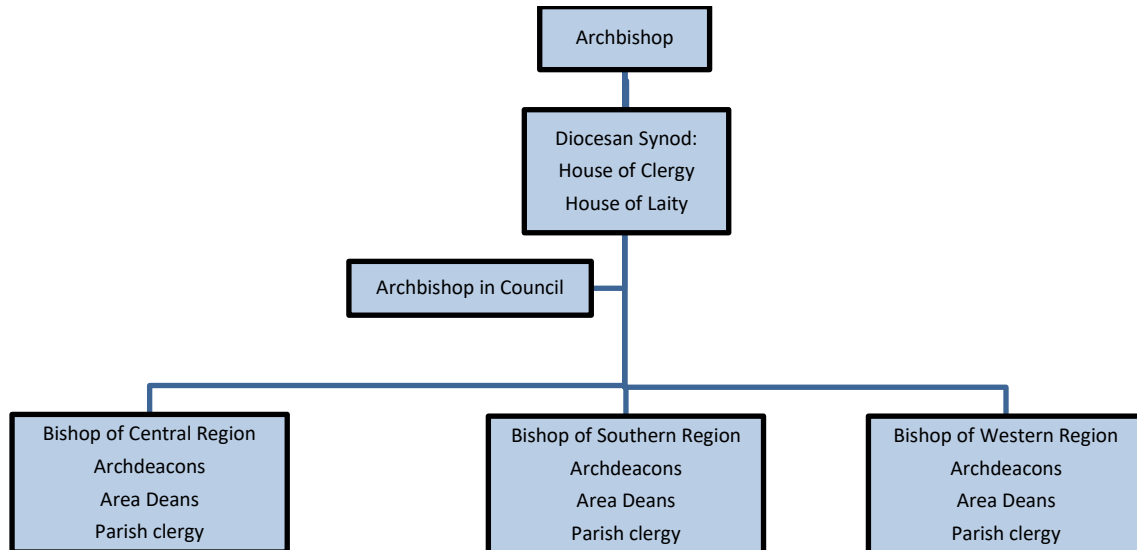 Archbishop
Diocesan Synod:
House of Clergy
House of Laity
Archbishop in Council
Bishop of Central Region
Archdeacons
Area Deans
Parish clergy
Bishop of Southern Region
Archdeacons
Area Deans
Parish clergy
Bishop of Western Region
Archdeacons
Area Deans
Parish clergy